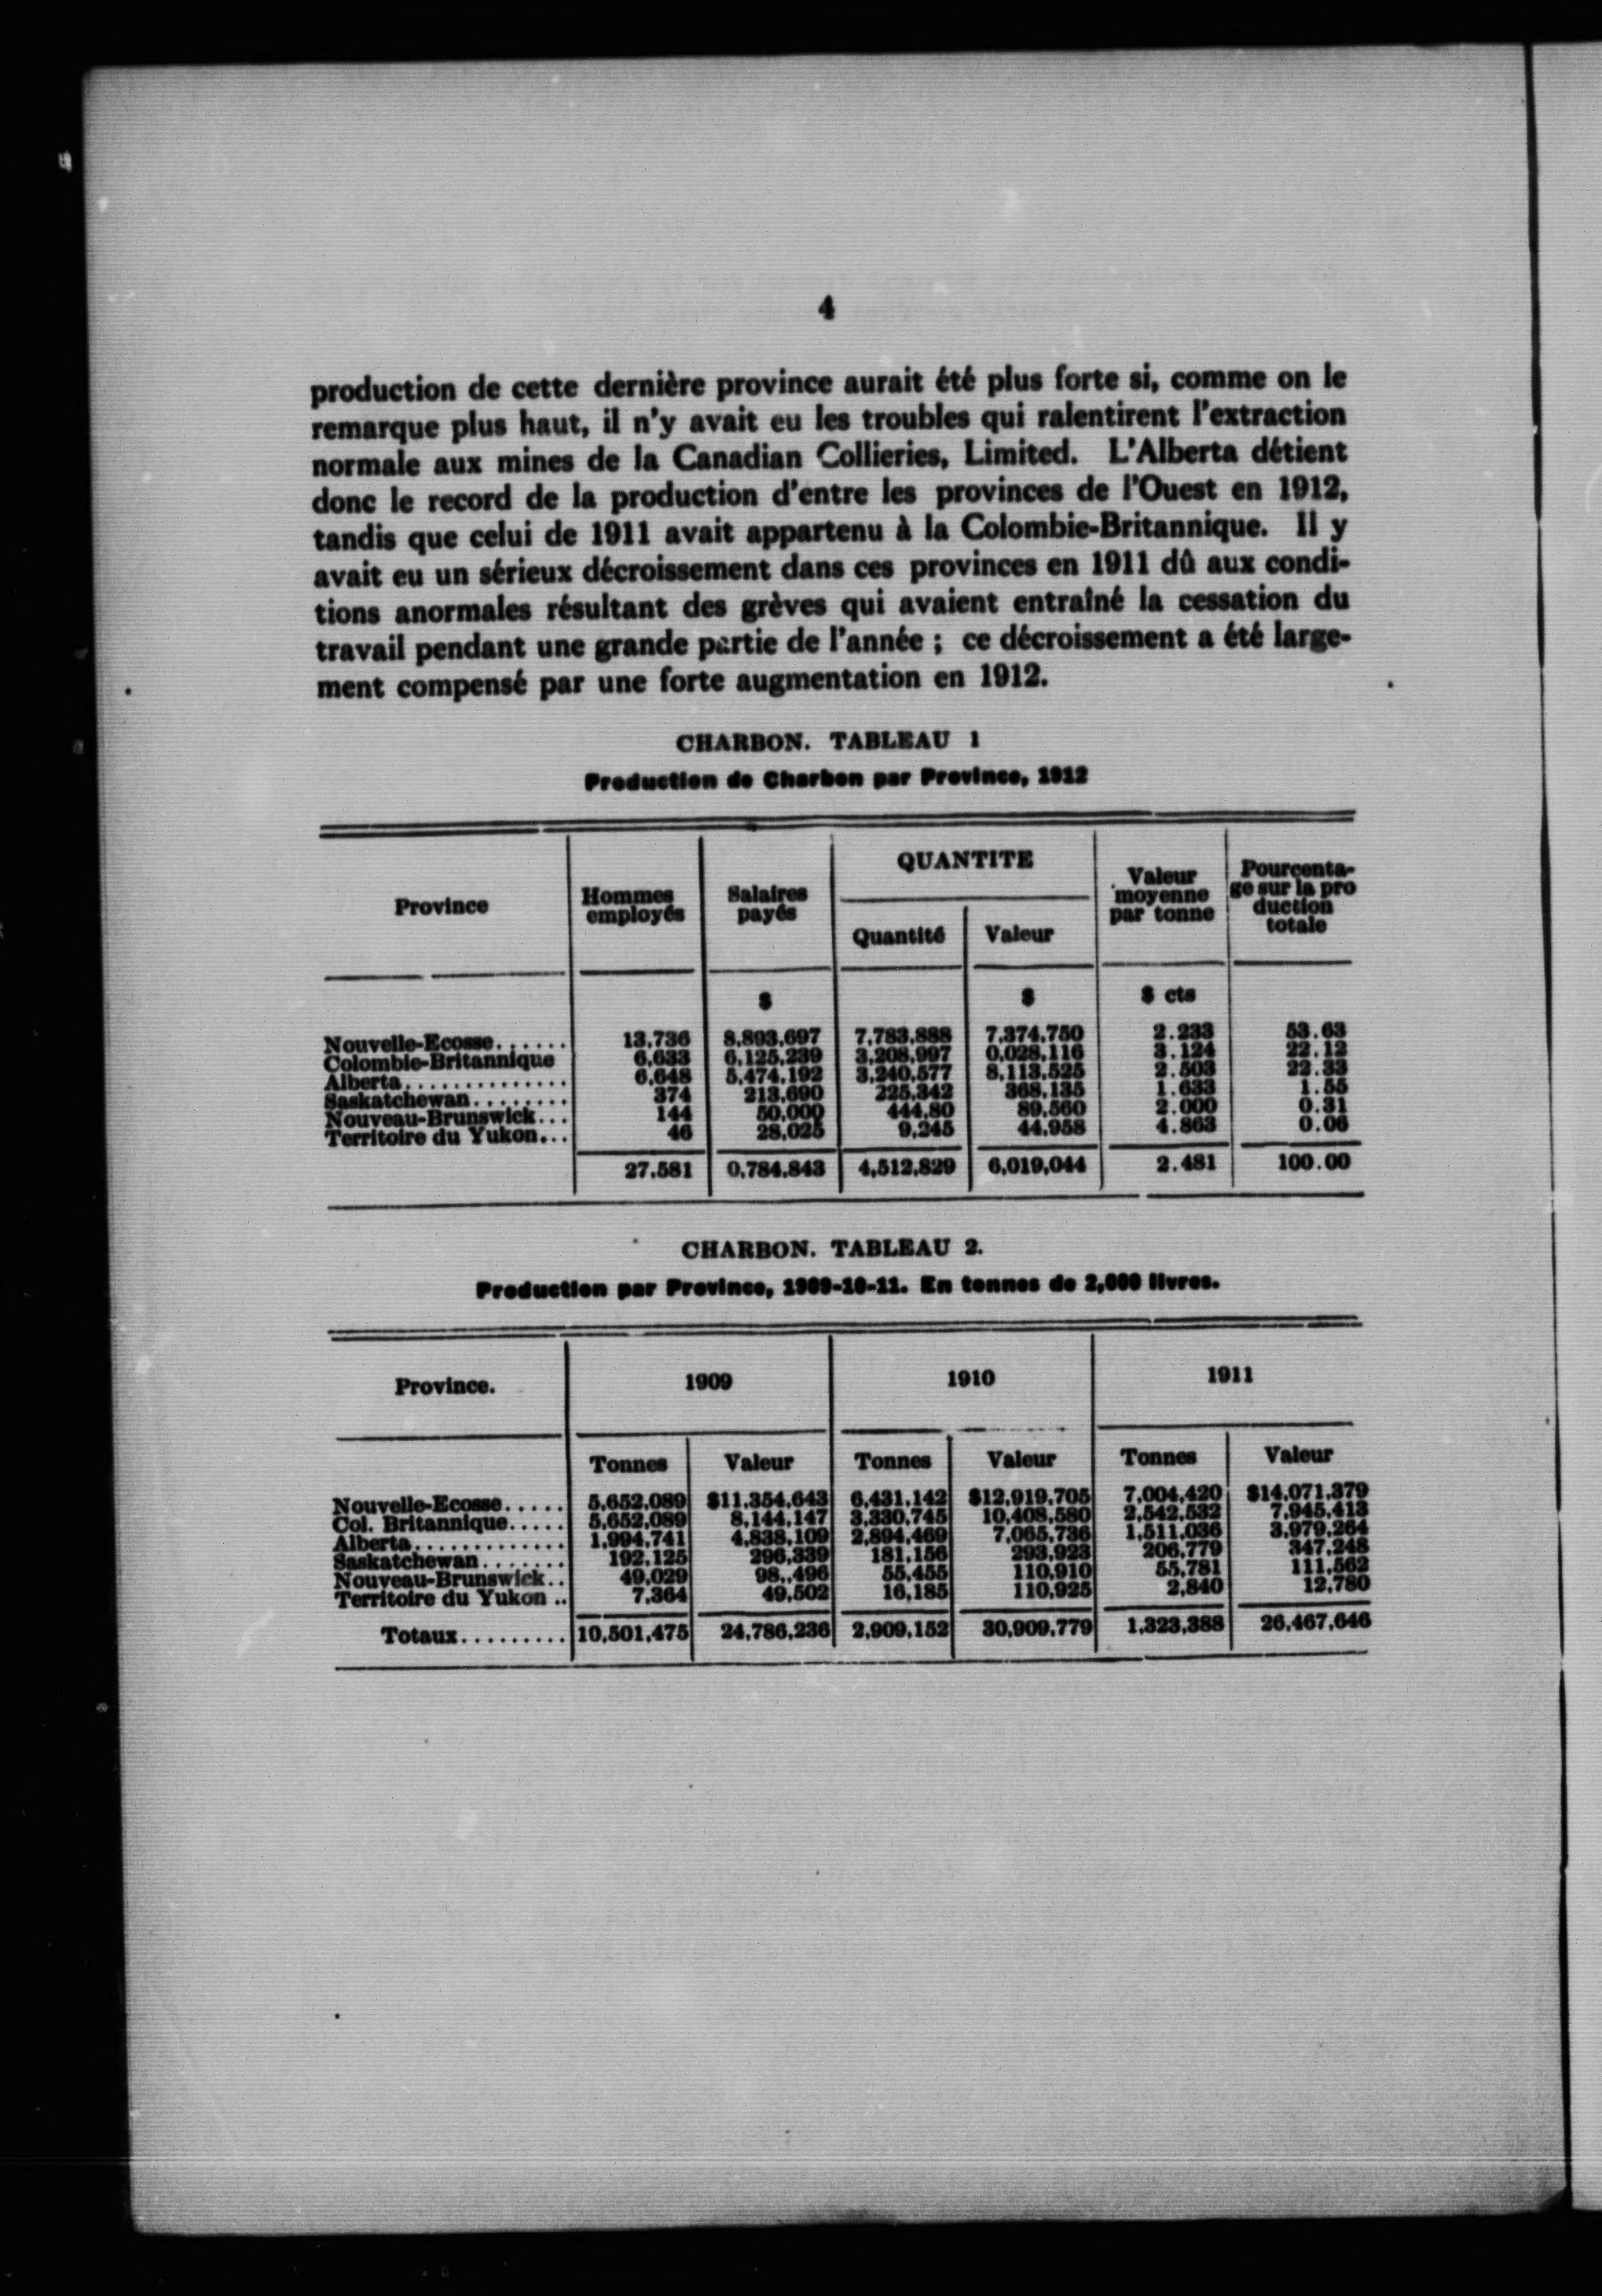 4
production de cette dernière province aurait été plus forte si, comme on le
remarque plus haut, il n'y avait eu les troubles qui ralentirent l'extraction
normale aux mines de la Canadian Collieries, Limited. L'Alberta détient
donc le record de la production d'entre les provinces de l'Ouest en 1912,
tandis que celui de 1911 avait appartenu à la Colombie-Britannique. Il y
avait eu un sérieux décroissement dans ces provinces en 1911 dû aux condi-
tions anormales résultant des grèves qui avaient entraîné la cessation du
travail pendant une grande partie de l'année ; ce décroissement a été large-
ment compensé par une forte augmentation en 1912.
CHARBON. TABLEAU 1
Production de Charbon par Province, 1912
Province Hommes employés Salaires payés QUANTITE Quantité Valeur Valeur moyenne par tonne Pourcenta-ge sur la pro duction totale
$ $ $ cts
Nouvelle-Ecosse...... 13,736 8,893,697 7,783,888 7,374,750 2.233 53.63
Colombie-Britannique 6,633 6,125,239 3,208,997 0,028,116 3.124 22.12
Alberta.............. 6,648 5,474,192 3,240,577 8,113,525 2.503 22.33
Saskatchewan........ 374 213,690 225,342 368,135 1.633 1.55
Nouveau-Brunswick... 144 50,000 444,80 89,560 2.000 0.31
Territoire du Yukon... 46 28,025 9,245 44,958 4.863 0.06
27,581 0,784,843 4,512,829 6,019,044 2.481 100.00
CHARBON. TABLEAU 2.
Production par Province, 1909-10-11. En tonnes de 2,000 livres.
Province. 1909 1910 1911
Tonnes Valeur Tonnes Valeur Tonnes Valeur
Nouvelle-Ecosse..... 5,652,089 $11,354,643 6,431,142 $12,919,705 7,004,420 $14,071,379
Col. Britannique..... 5,652,089 8,144,147 3,330,745 10,408,580 2,542,532 7,945,413
Alberta............. 1,994,741 4,838,109 2,894,469 7,065,736 1,511,036 3,979,264
Saskatchewan....... 192,125 296,339 181,156 293,923 206,779 347,248
Nouveau-Brunswick.. 49,029 98,,496 55,455 110,910 55,781 111,562
Territoire du Yukon .. 7,364 49,502 16,185 110,925 2,840 12,780
Totaux......... 10,501,475 24,786,236 2,909,152 30,909,779 1,323,388 26,467,646